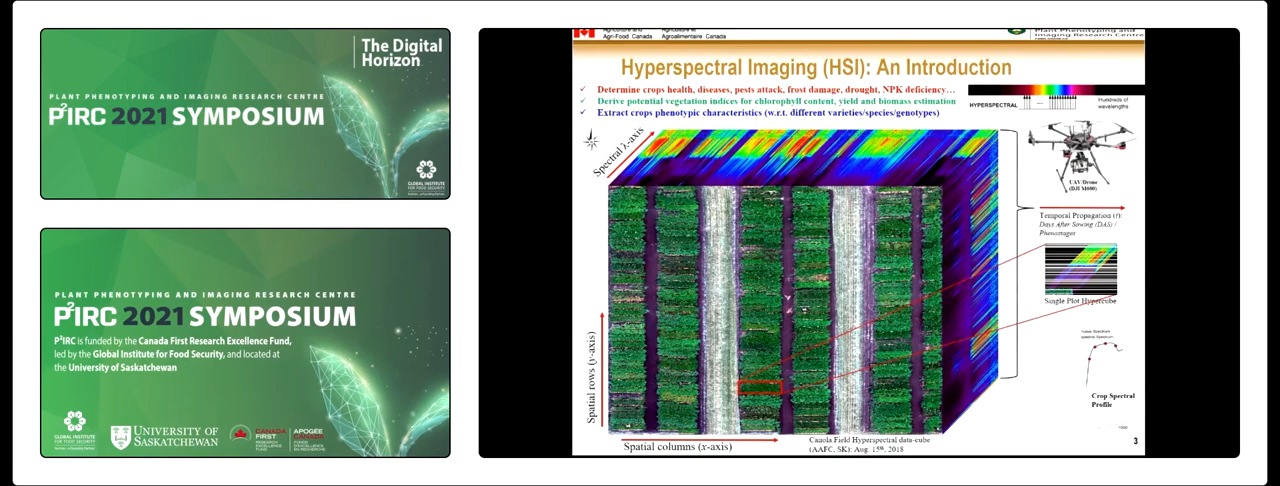 The Digital
Horizon
PLANT PHENOTYPING AND IMAGING RESEARCH CENTRE
P²IRC 2021 SYMPOSIUM
GLOBAL INSTITUTE
FOR FOOD SECURITY
PLANT PHENOTYPING AND IMAGING RESEARCH CENTRE
P²IRC 2021 SYMPOSIUM
P²IRC is funded by the Canada First Research Excellence Fund,
led by the Global Institute for Food Security, and located at
the University of Saskatchewan
GLOBAL INSTITUTE
FOR FOOD SECURITY
UNIVERSITY OF
SASKATCHEWAN
CANADA
FIRST
RESEARCH
EXCELLENCE
FUND
APOGÉE
CANADA
FONDS
D'EXCELLENCE
EN RECHERCHE
Agriculture and
Agri-Food Canada
Agriculture et
Agroalimentaire Canada
Plant Phenotyping and
Imaging Research Centre
Hyperspectral Imaging (HSI): An Introduction
✓ Determine crops health, diseases, pests attack, frost damage, drought, NPK deficiency…
✓ Derive potential vegetation indices for chlorophyll content, yield and biomass estimation
✓ Extract crops phenotypic characteristics (w.r.t. different varieties/species/genotypes)
HYPERSPECTRAL
Hundreds of
wavelengths
Spectral λ-axis
UAV/Drone
(DJI M600)
Temporal Propagation (t):
Days After Sowing (DAS) /
Phenostages
Single Plot Hypercube
Spatial rows (y-axis)
Crop Spectral
Profile
1000
Spatial columns (x-axis)
Canola Field Hyperspectral data-cube
(AAFC, SK): Aug. 15th, 2018
3